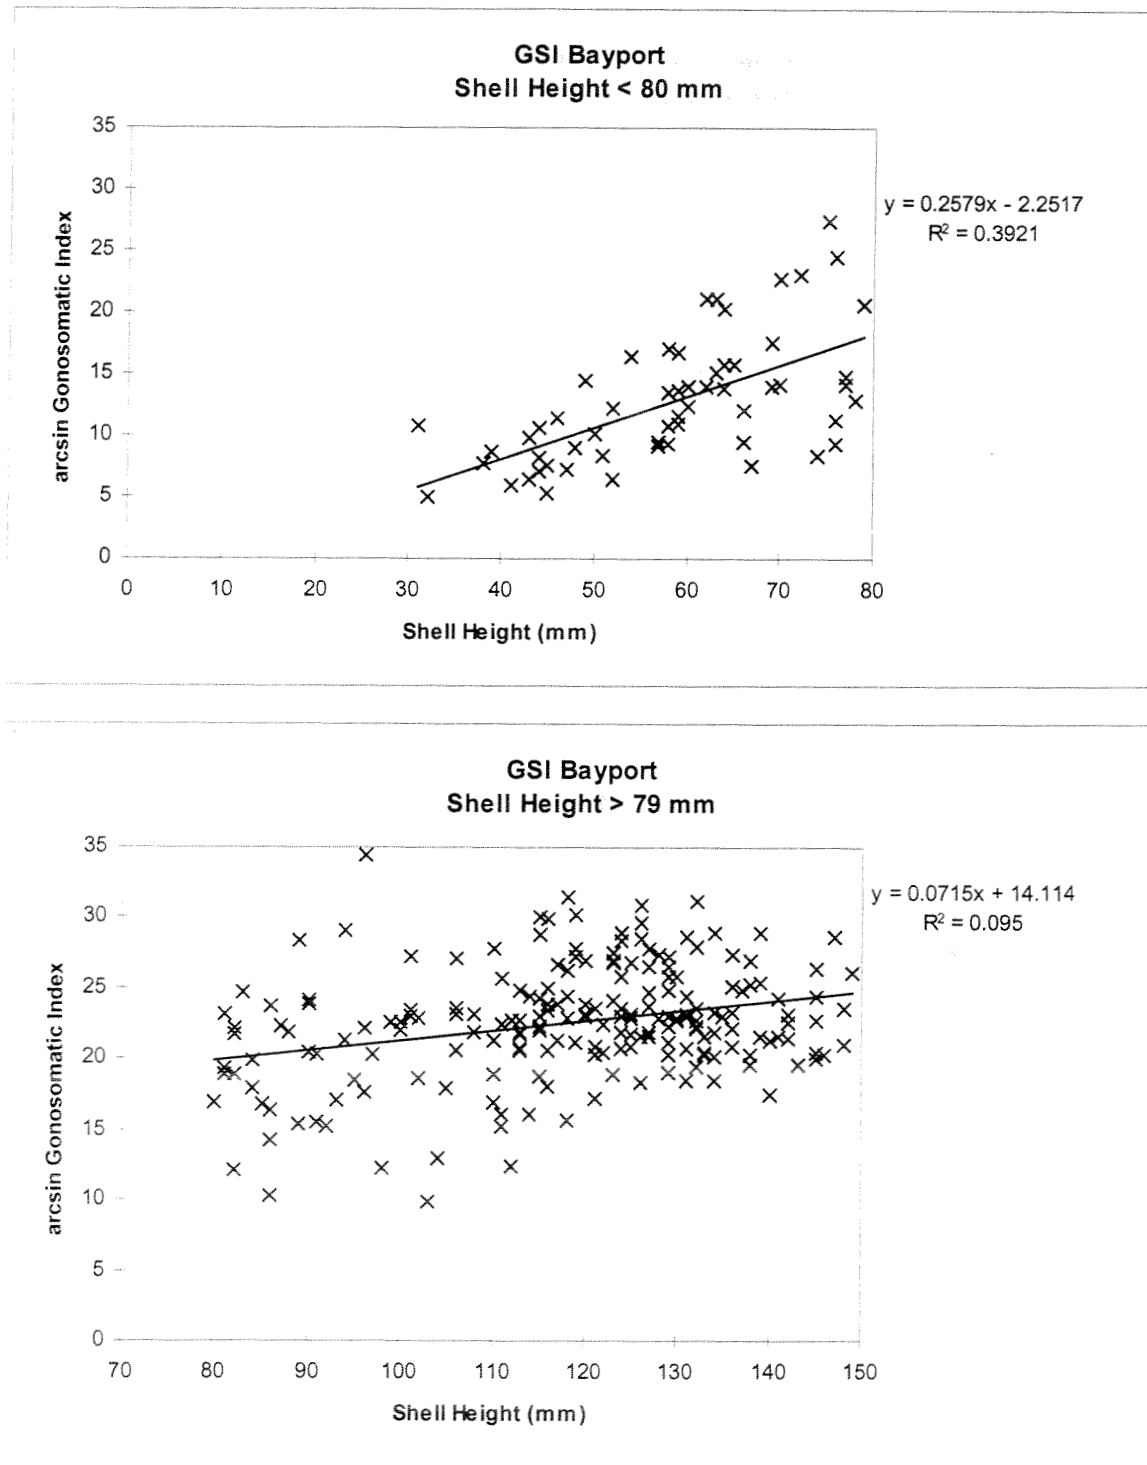 GSI Bayport
Shell Height < 80 mm
35
30
25
20
15
10
5
0
arcsin Gonosomatic Index
y = 0.2579x - 2.2517
R² = 0.3921
0 10 20 30 40 50 60 70 80
Shell Height (mm)
GSI Bayport
Shell Height > 79 mm
35
30
25
20
15
10
5
0
arcsin Gonosomatic Index
y = 0.0715x + 14.114
R² = 0.095
70 80 90 100 110 120 130 140 150
Shell Height (mm)